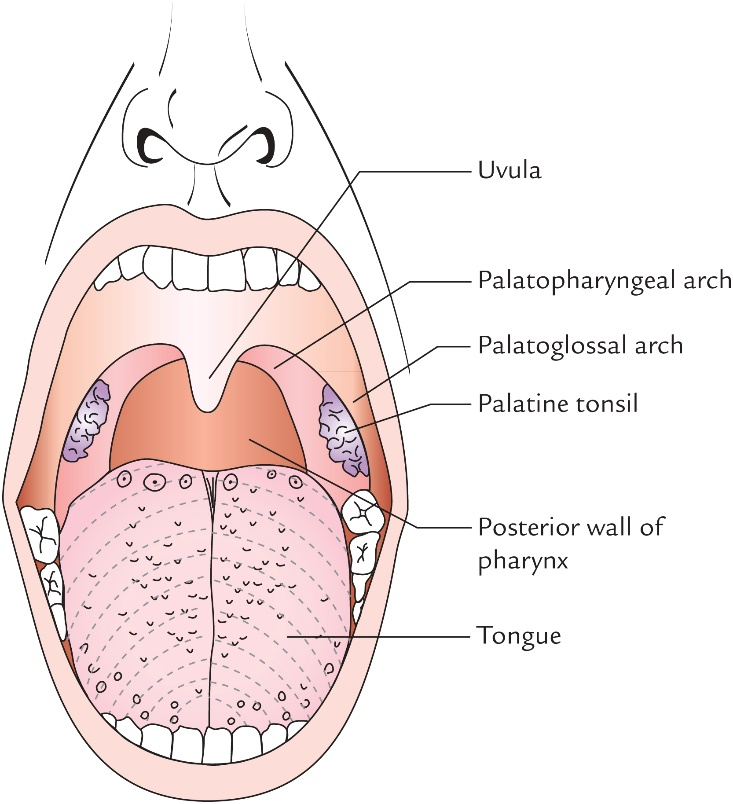 Uvula
Palatopharyngeal arch
Palatoglossal arch
Palatine tonsil
Posterior wall of
pharynx
Tongue